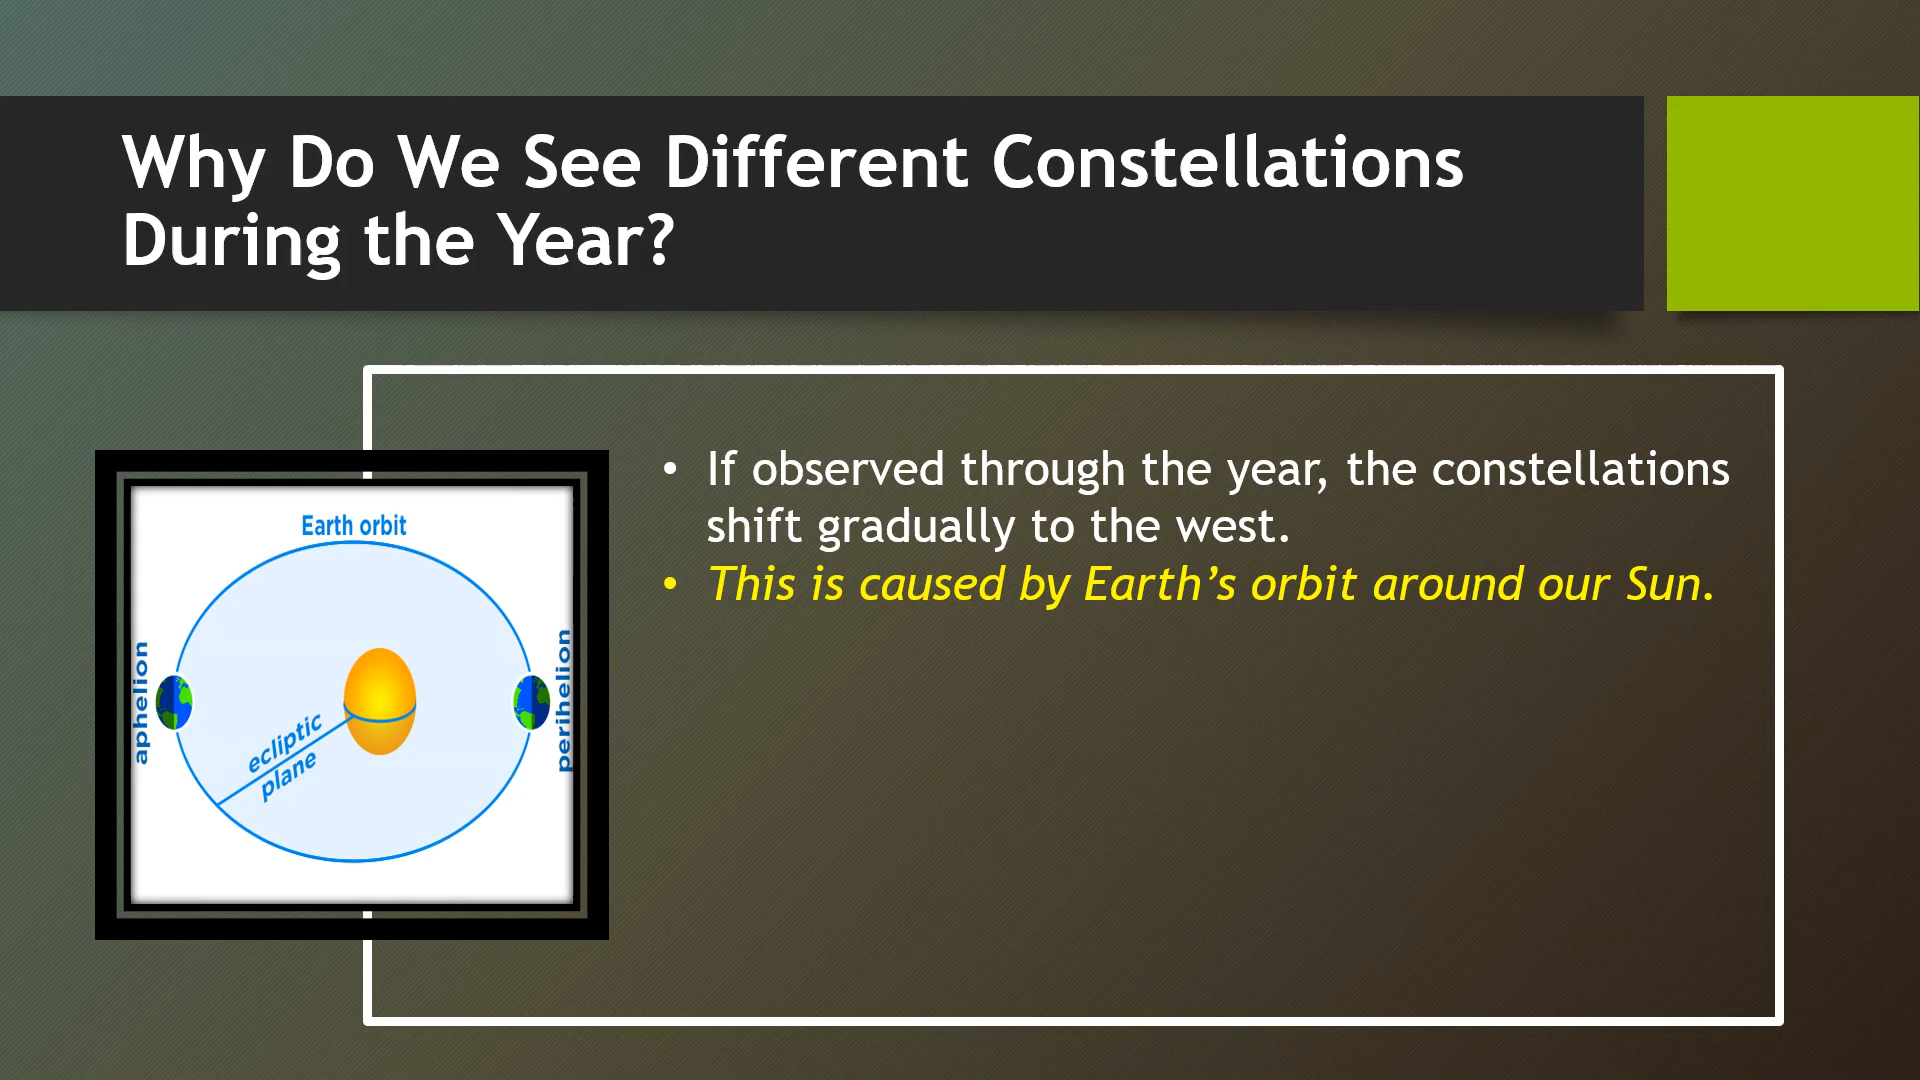 Why Do We See Different Constellations
During the Year?
Earth orbit
aphelion
perihelion
ecliptic
plane
• If observed through the year, the constellations
shift gradually to the west.
• This is caused by Earth’s orbit around our Sun.